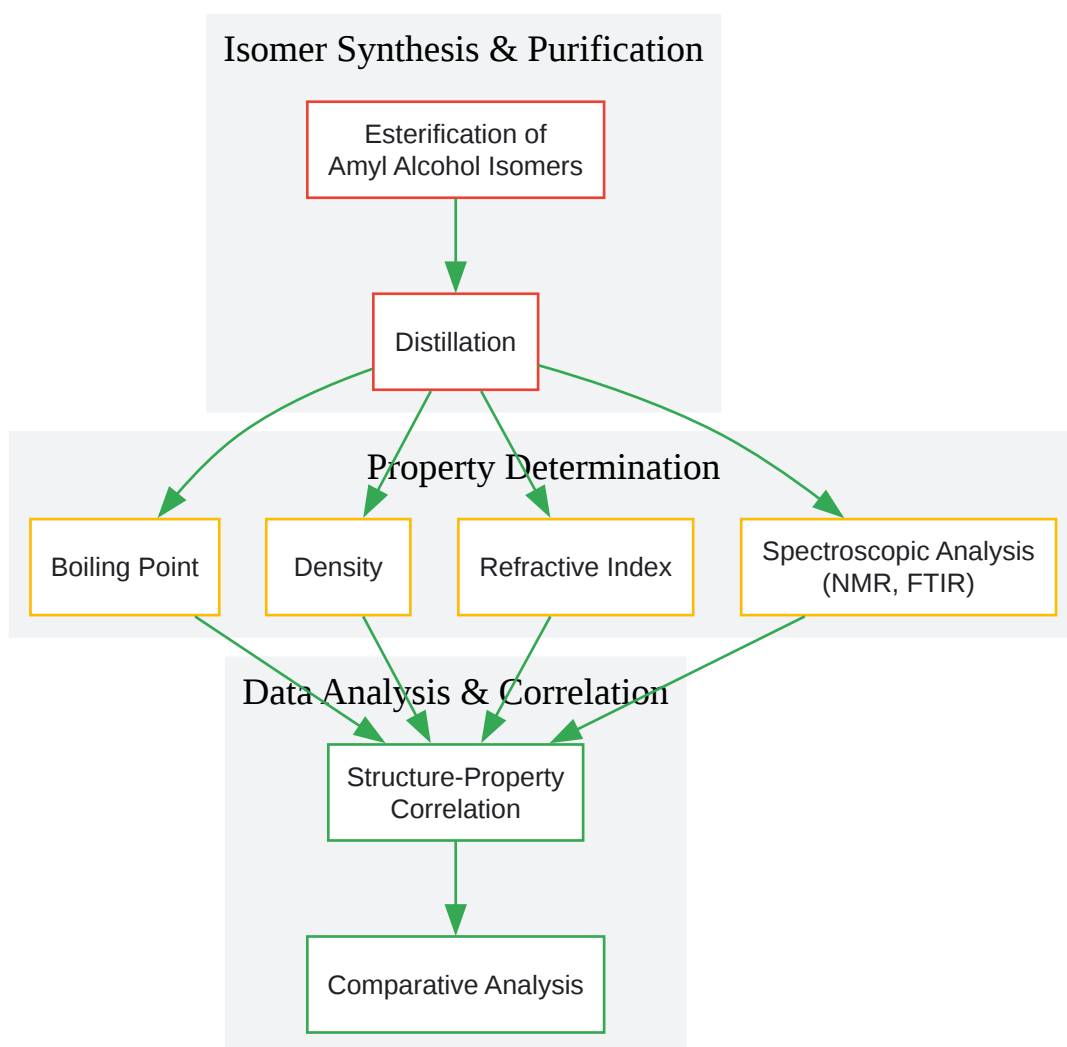 Isomer Synthesis & Purification
Esterification of
Amyl Alcohol Isomers
Distillation
Property Determination
Boiling Point
Density
Refractive Index
Spectroscopic Analysis
(NMR, FTIR)
Data Analysis & Correlation
Structure-Property
Correlation
Comparative Analysis